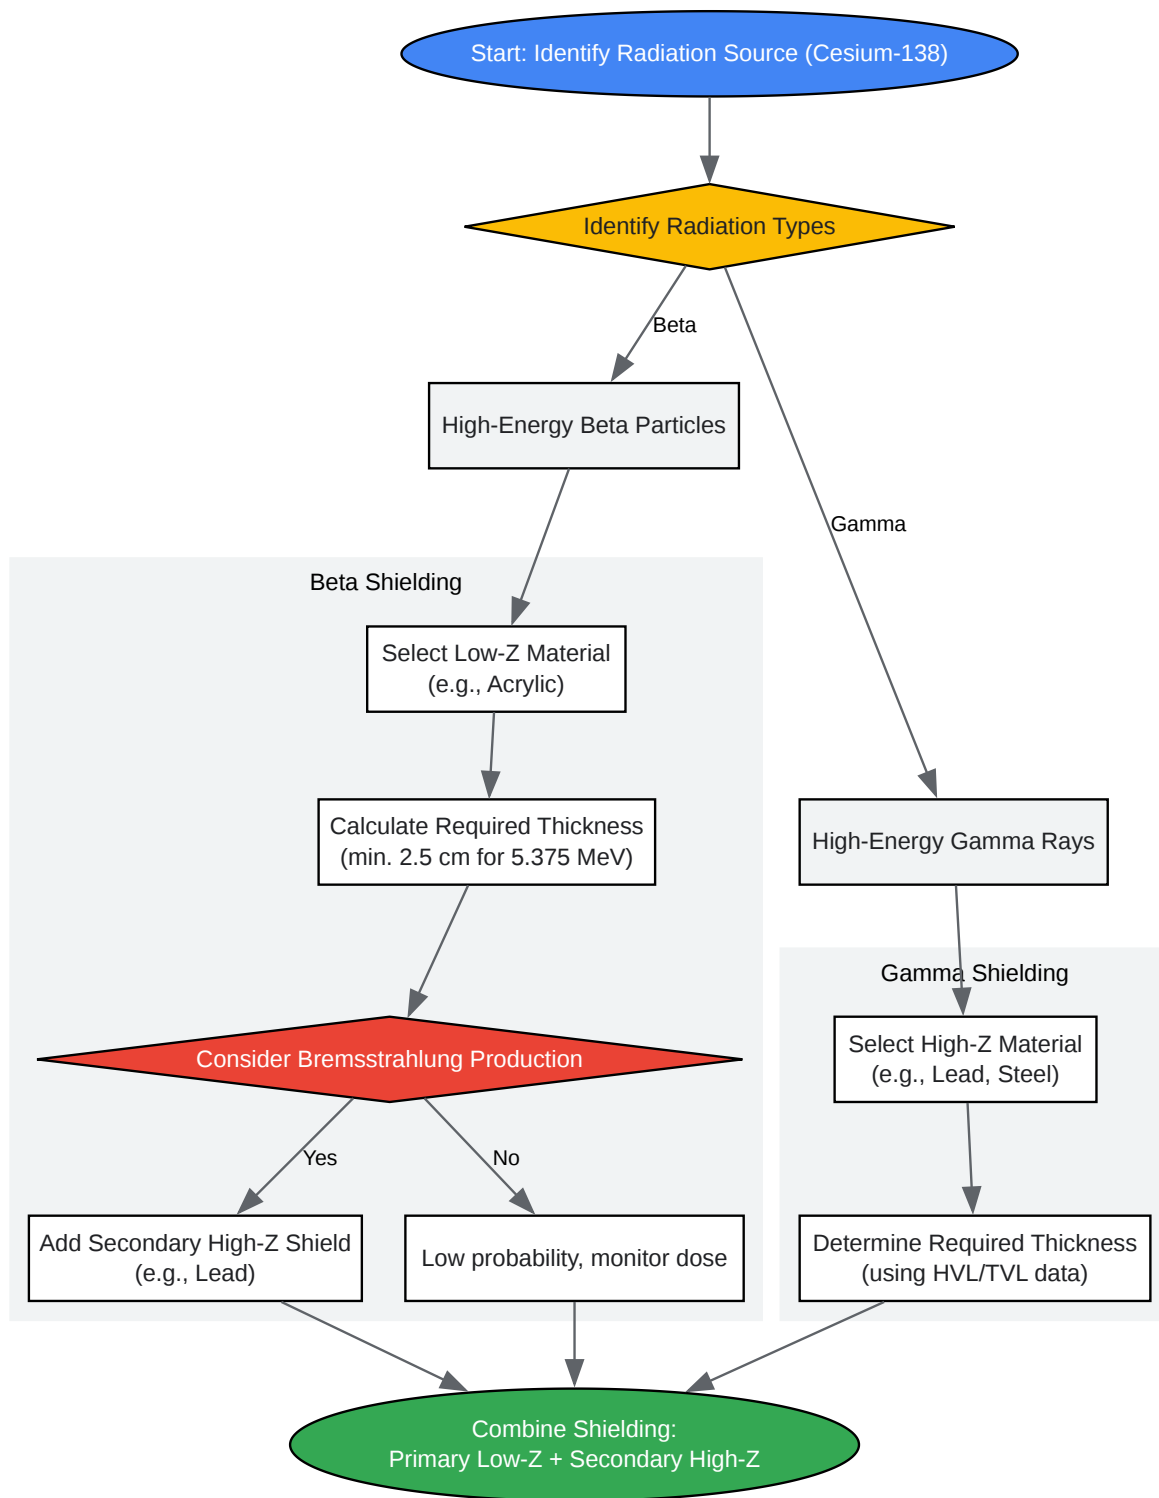 Start: Identify Radiation Source (Cesium-138)
Identify Radiation Types
Beta
High-Energy Beta Particles
Gamma
Beta Shielding
Select Low-Z Material
(e.g., Acrylic)
Calculate Required Thickness
(min. 2.5 cm for 5.375 MeV)
High-Energy Gamma Rays
Gamma Shielding
Select High-Z Material
(e.g., Lead, Steel)
Consider Bremsstrahlung Production
Yes
No
Add Secondary High-Z Shield
(e.g., Lead)
Low probability, monitor dose
Determine Required Thickness
(using HVL/TVL data)
Combine Shielding:
Primary Low-Z + Secondary High-Z